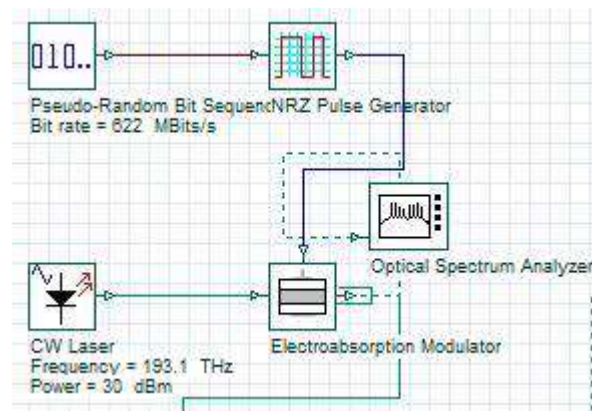 010..
Pseudo-Random Bit SequencNRZ Pulse Generator
Bit rate = 622 MBits/s
Optical Spectrum Analyzer
CW Laser
Frequency = 193.1 THz
Power = 30 dBm
Electroabsorption Modulator